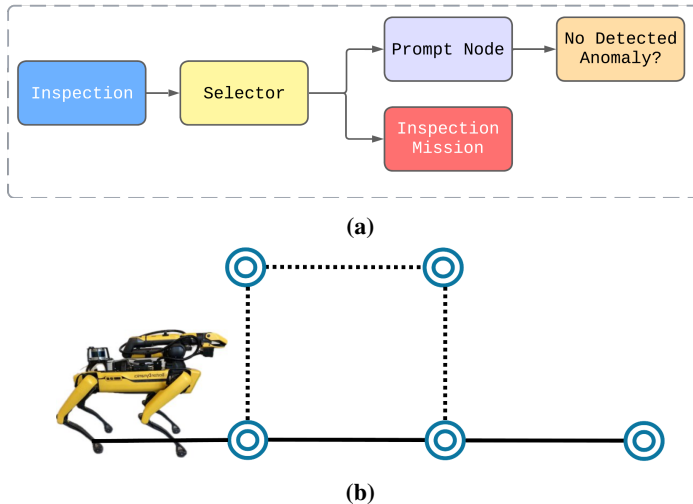 Inspection
Selector
Prompt Node
No Detected
Anomaly?
Inspection
Mission
(a)
(b)